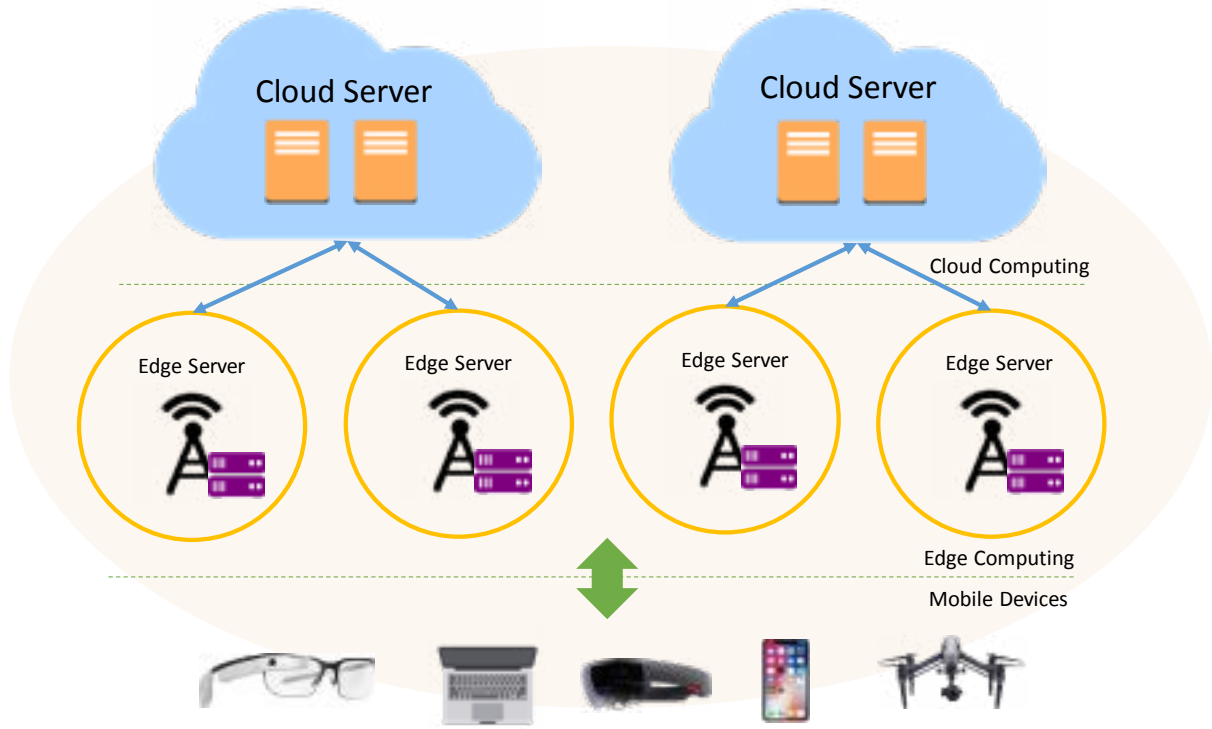 Cloud Server
Cloud Server
Cloud Computing
Edge Server
Edge Server
Edge Server
Edge Server
Edge Computing
Mobile Devices